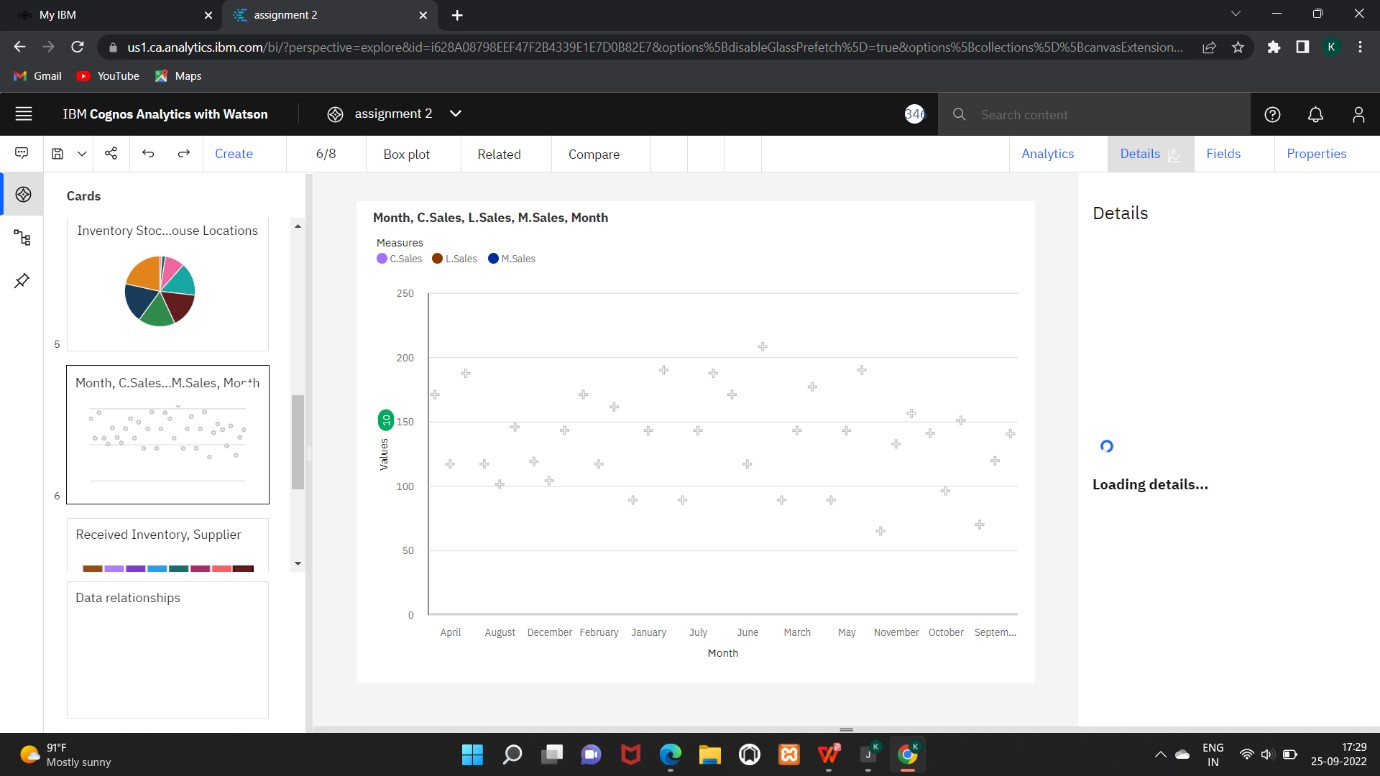 My IBM
assignment 2
us1.ca.analytics.ibm.com/bi/?perspective=explore&id=i628A08798EEF47F2B4339E1E7D0B82E7&options%5BdisableGlassPrefetch%5D=true&options%5Bcollections%5D%5BcanvasExtension...
K
Gmail
YouTube
Maps
IBM Cognos Analytics with Watson
assignment 2
Search content
Create
6/8
Box plot
Related
Compare
Analytics
Details
Fields
Properties
Cards
Inventory Stoc...ouse Locations
5
Month, C.Sales...M.Sales, Month
6
Received Inventory, Supplier
Data relationships
Month, C.Sales, L.Sales, M.Sales, Month
Measures
C.Sales
L.Sales
M.Sales
250
200
150
100
50
0
10
Values
April
August
December
February
January
July
June
March
May
November
October
Septem...
Month
Details
Loading details...
91°F
Mostly sunny
ENG
IN
17:29
25-09-2022